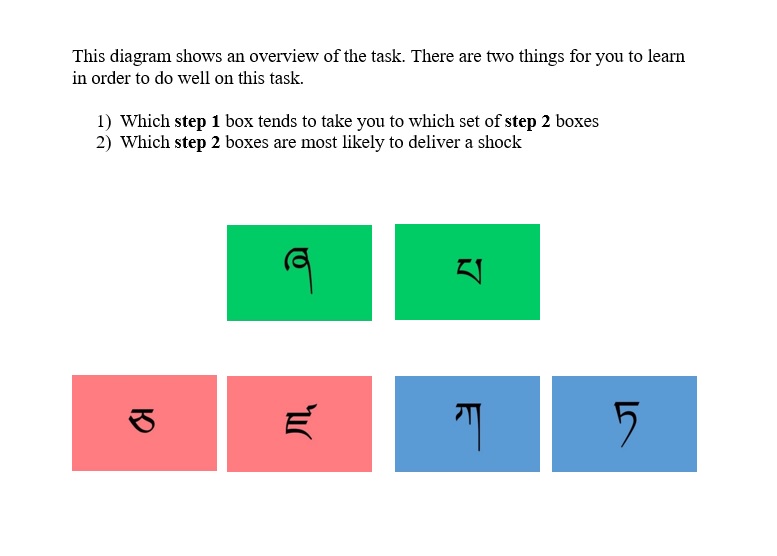 This diagram shows an overview of the task. There are two things for you to learn
in order to do well on this task.
1) Which step 1 box tends to take you to which set of step 2 boxes
2) Which step 2 boxes are most likely to deliver a shock
ཞ པ
ཆ ཛ ཀ ཏ